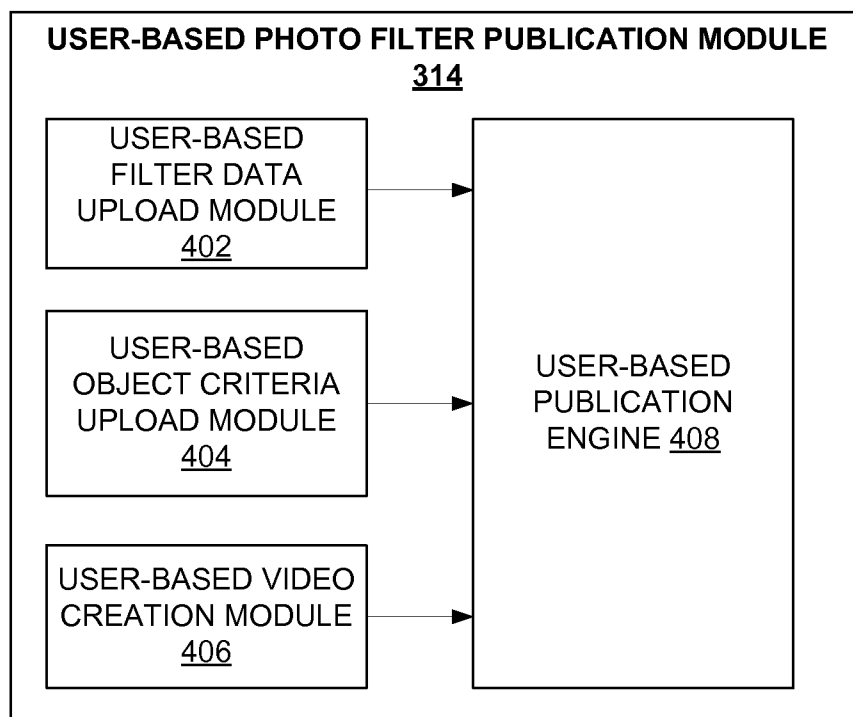 USER-BASED PHOTO FILTER PUBLICATION MODULE
314
USER-BASED
FILTER DATA
UPLOAD MODULE
402
USER-BASED
OBJECT CRITERIA
UPLOAD MODULE
404
USER-BASED VIDEO
CREATION MODULE
406
USER-BASED
PUBLICATION
ENGINE 408